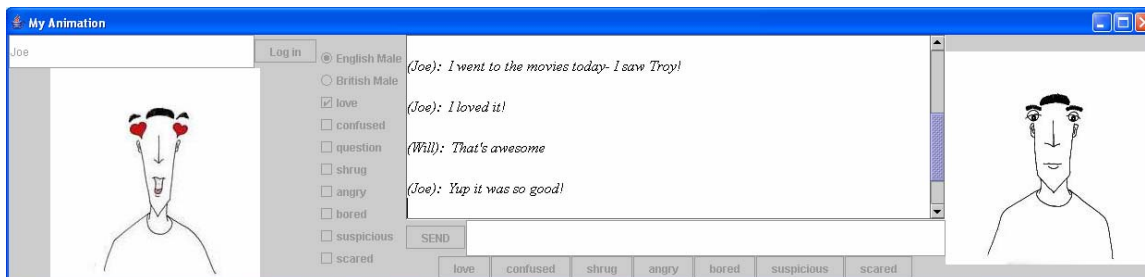 My Animation
Joe
Log in
English Male
British Male
love
confused
question
shrug
angry
bored
suspicious
scared
(Joe): I went to the movies today- I saw Troy!
(Joe): I loved it!
(Will): That's awesome
(Joe): Yup it was so good!
SEND
love confused shrug angry bored suspicious scared